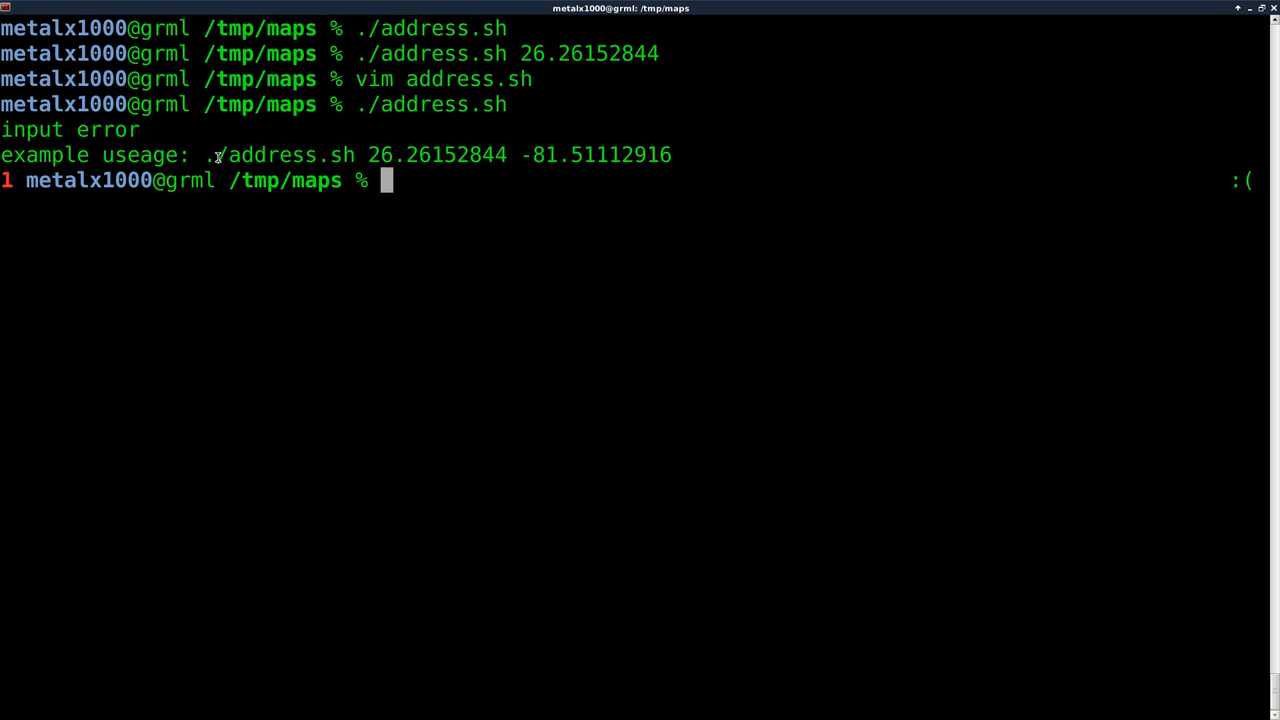 metalx1000@grml: /tmp/maps
metalx1000@grml /tmp/maps % ./address.sh
metalx1000@grml /tmp/maps % ./address.sh 26.26152844
metalx1000@grml /tmp/maps % vim address.sh
metalx1000@grml /tmp/maps % ./address.sh
input error
example useage: ./address.sh 26.26152844 -81.51112916
1 metalx1000@grml /tmp/maps % :(